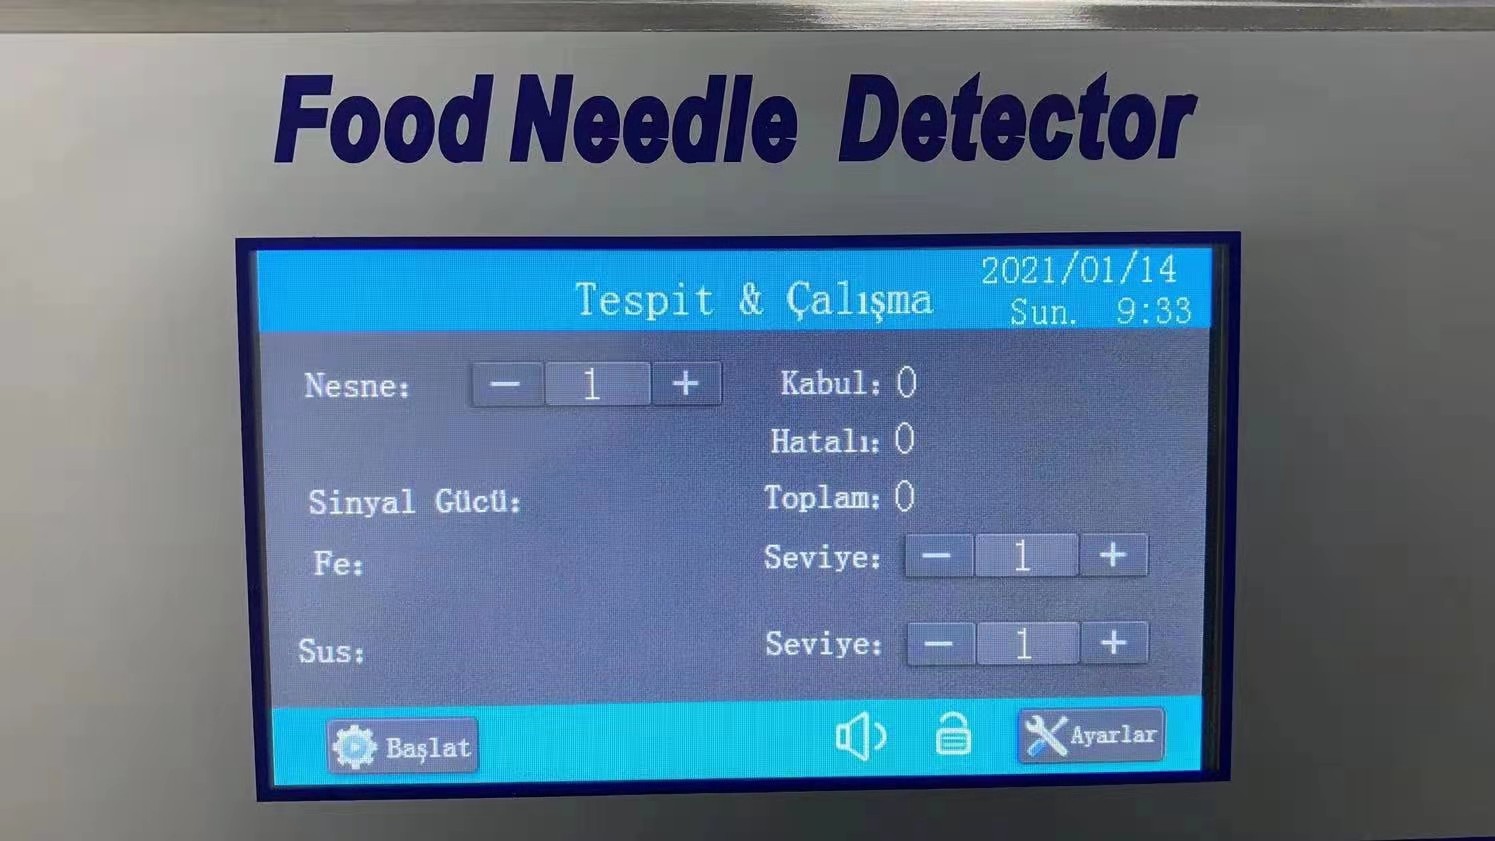 Food Needle Detector
Tespit & Çalışma
2021/01/14
Sun. 9:33
Nesne: − 1 +
Kabul: 0
Hatalı: 0
Sinyal Gücü:
Toplam: 0
Fe:
Seviye: − 1 +
Sus:
Seviye: − 1 +
Başlat
Ayarlar